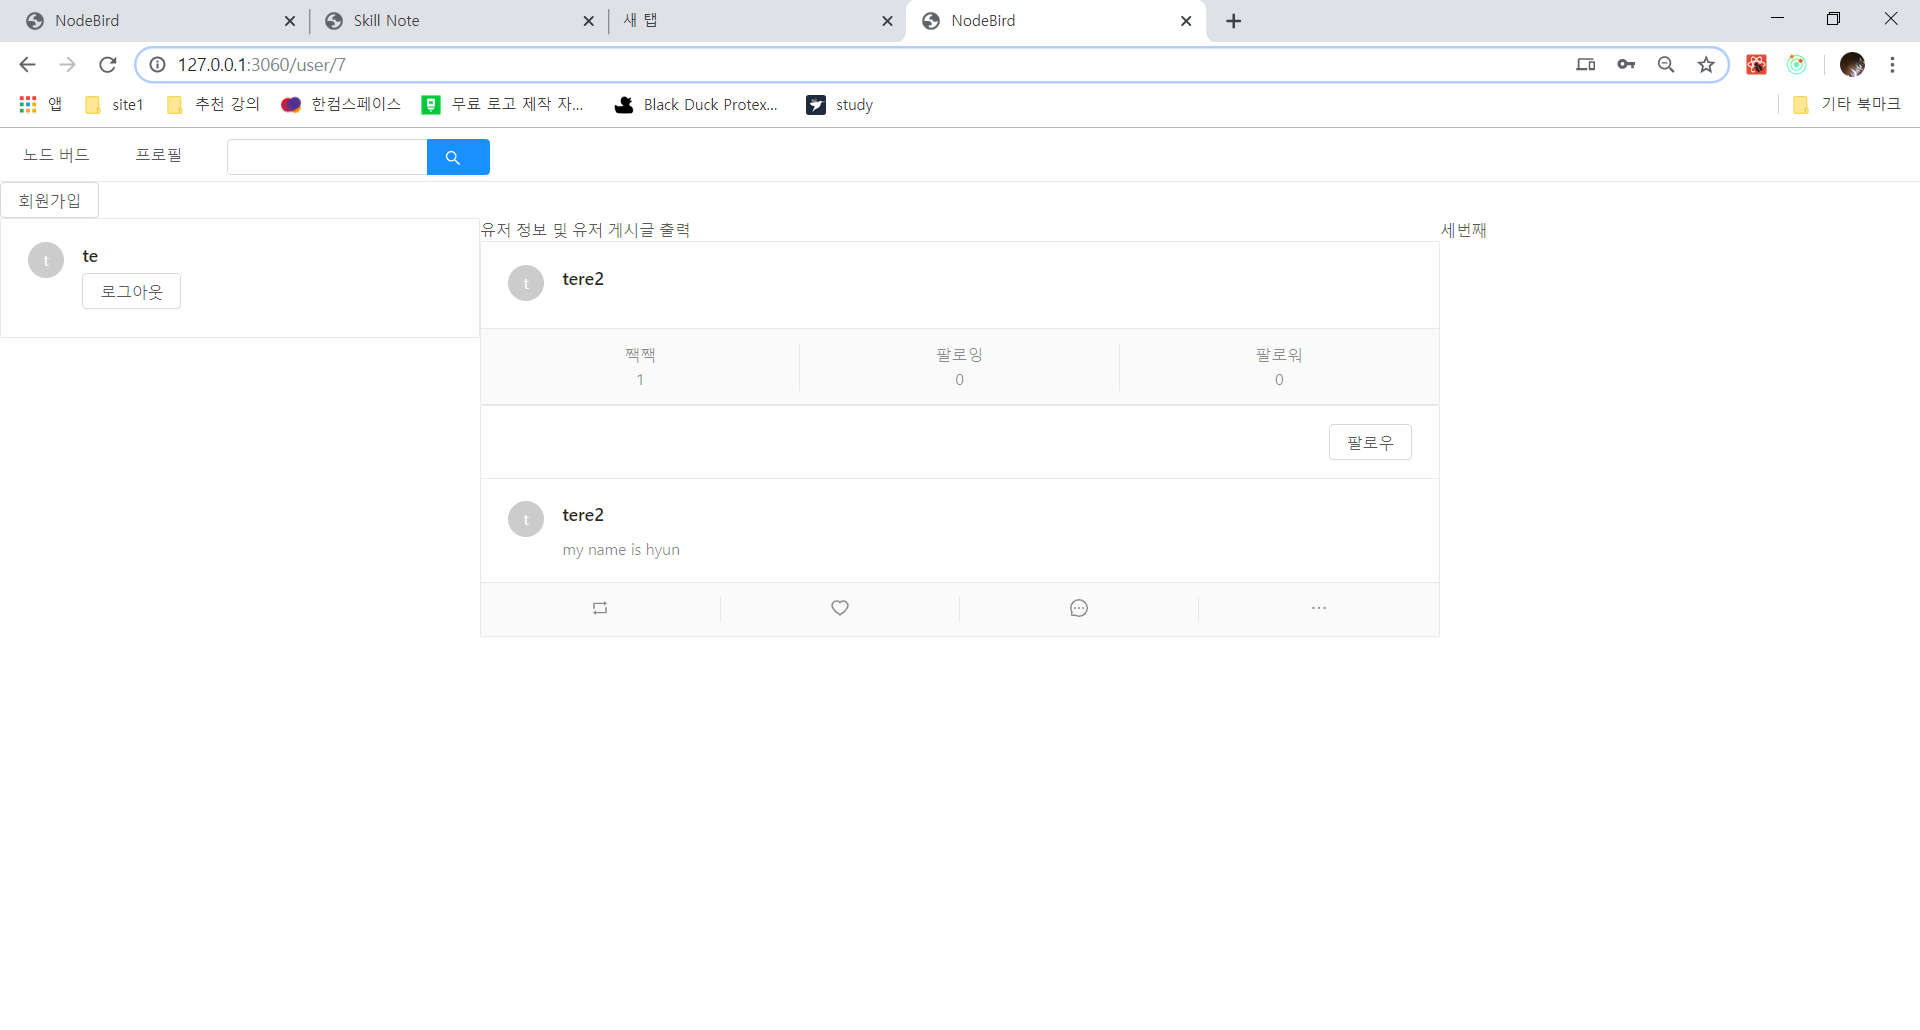 NodeBird
Skill Note
새 탭
NodeBird
127.0.0.1:3060/user/7
앱
site1
추천 강의
한컴스페이스
무료 로고 제작 자...
Black Duck Protex...
study
기타 북마크
노드 버드
프로필
회원가입
t
te
로그아웃
유저 정보 및 유저 게시글 출력
세번째
t
tere2
짹짹
1
팔로잉
0
팔로워
0
팔로우
t
tere2
my name is hyun